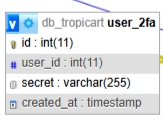 v db_tropicart user_2fa
id : int(11)
# user_id : int(11)
secret : varchar(255)
created_at : timestamp